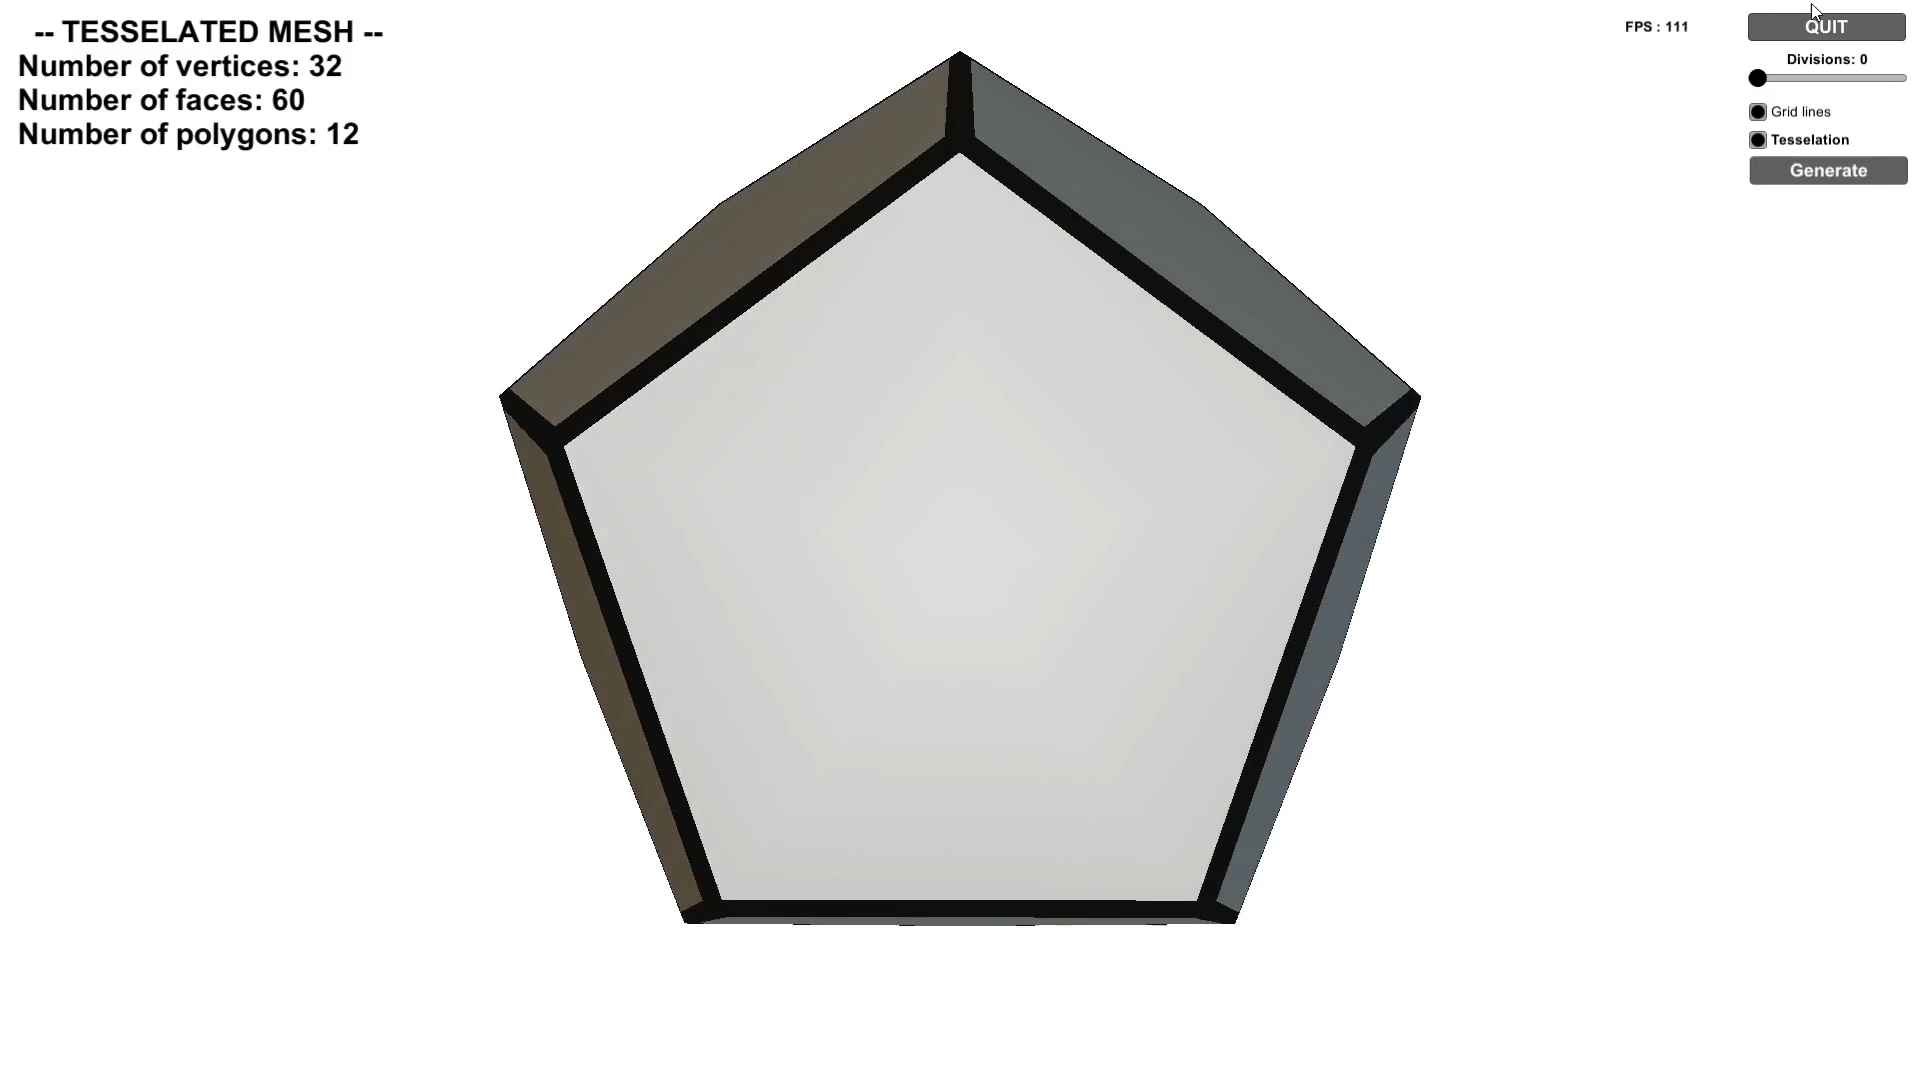 -- TESSELATED MESH --
Number of vertices: 32
Number of faces: 60
Number of polygons: 12
FPS : 111
QUIT
Divisions: 0
Grid lines
Tesselation
Generate